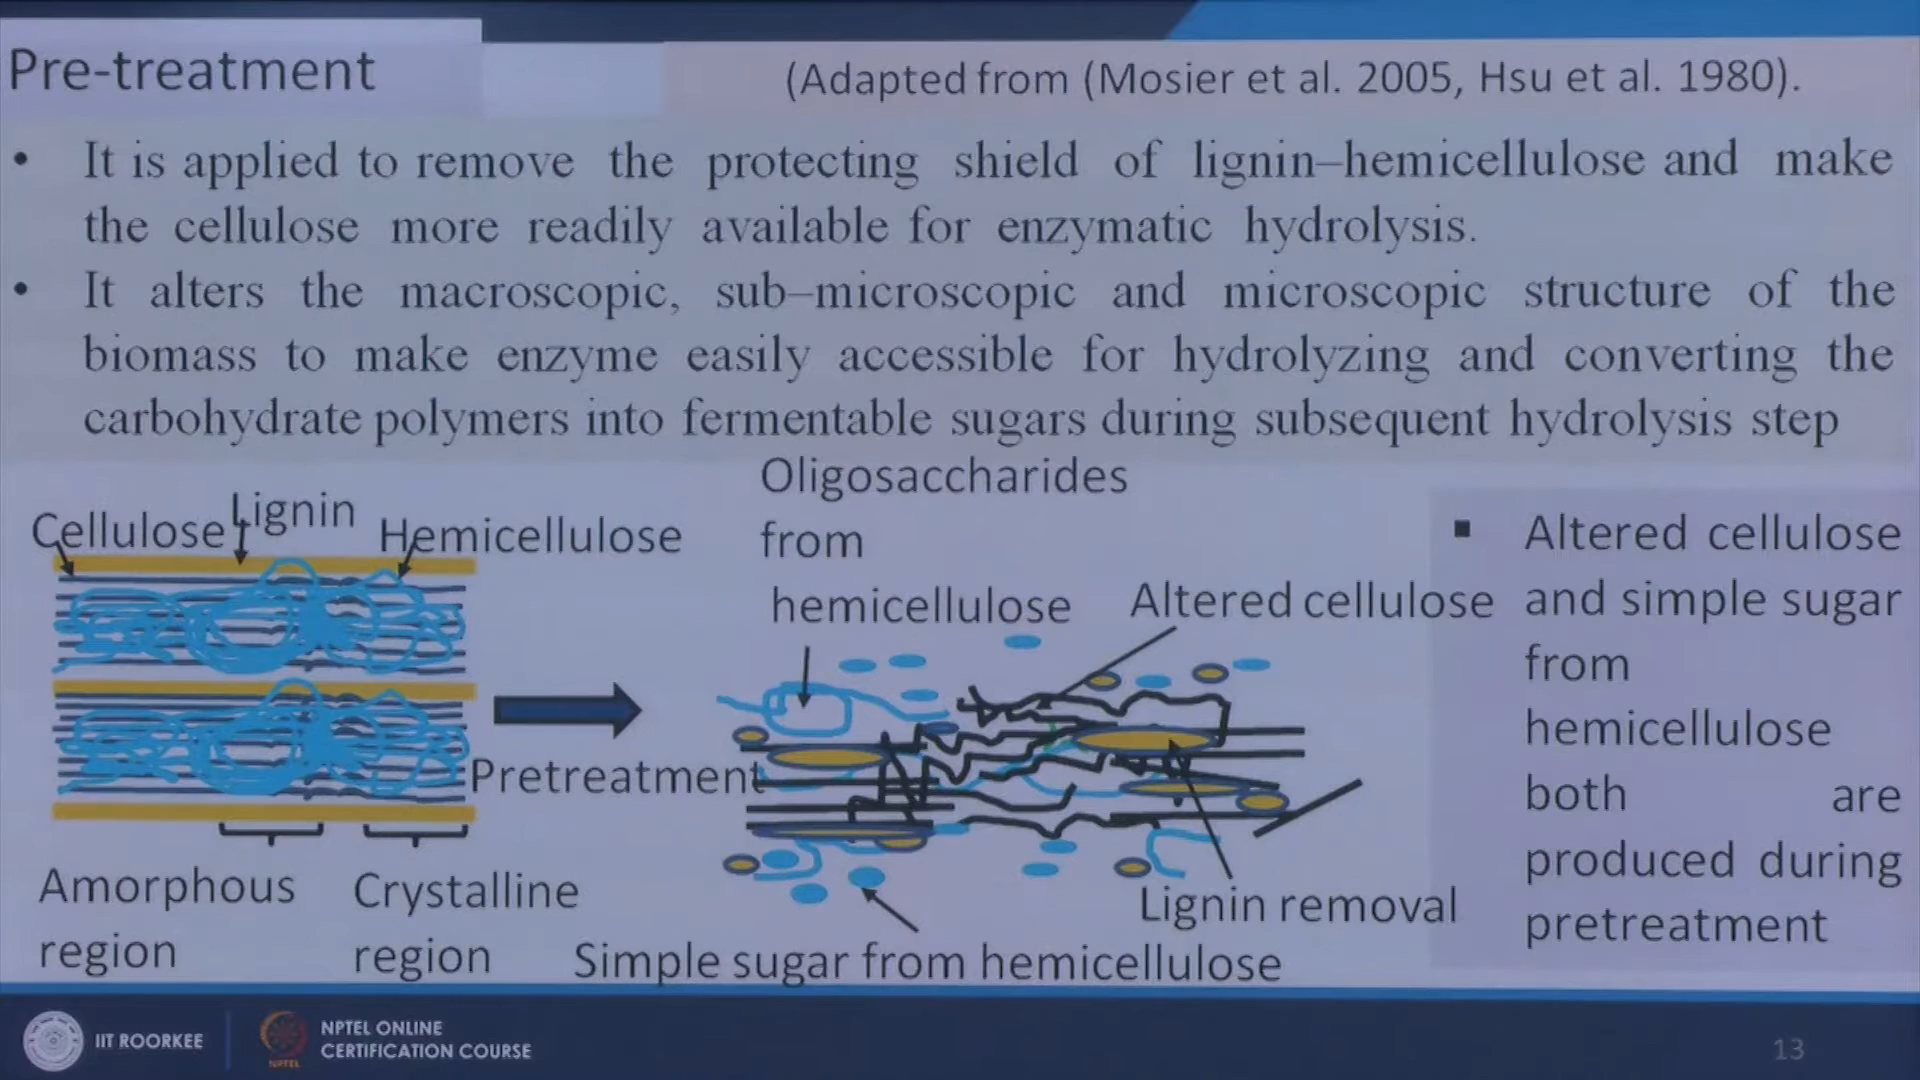 Pre-treatment
(Adapted from (Mosier et al. 2005, Hsu et al. 1980).
• It is applied to remove the protecting shield of lignin–hemicellulose and make
the cellulose more readily available for enzymatic hydrolysis.
• It alters the macroscopic, sub–microscopic and microscopic structure of the
biomass to make enzyme easily accessible for hydrolyzing and converting the
carbohydrate polymers into fermentable sugars during subsequent hydrolysis step
Cellulose
Lignin
Hemicellulose
Amorphous
region
Crystalline
region
Pretreatment
Oligosaccharides
from
hemicellulose
Altered cellulose
Lignin removal
Simple sugar from hemicellulose
▪ Altered cellulose
and simple sugar
from
hemicellulose
both are
produced during
pretreatment
IIT ROORKEE
NPTEL
NPTEL ONLINE
CERTIFICATION COURSE
13